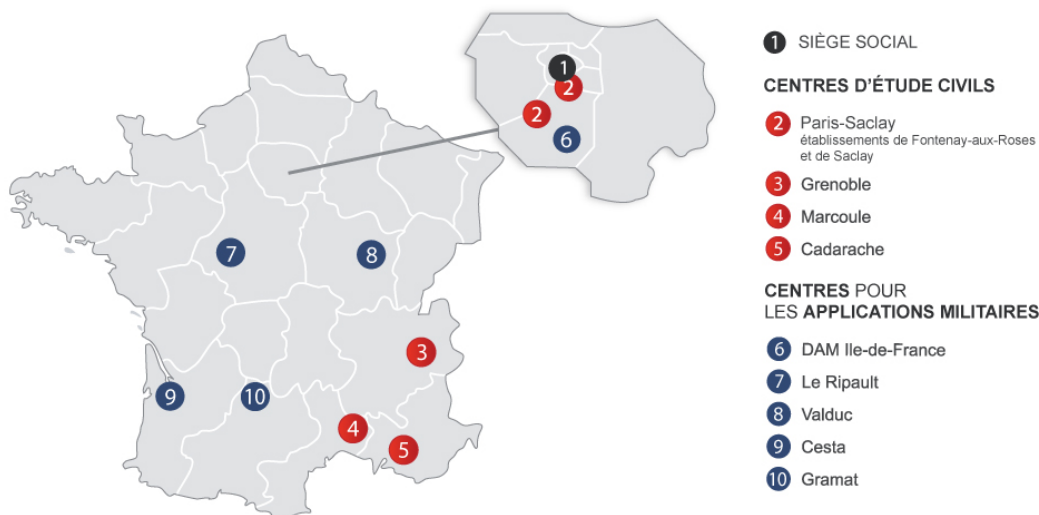 1
2
2
6
7
8
3
9
10
4
5
1 SIÈGE SOCIAL
CENTRES D'ÉTUDE CIVILS
2 Paris-Saclay
établissements de Fontenay-aux-Roses
et de Saclay
3 Grenoble
4 Marcoule
5 Cadarache
CENTRES POUR
LES APPLICATIONS MILITAIRES
6 DAM Ile-de-France
7 Le Ripault
8 Valduc
9 Cesta
10 Gramat